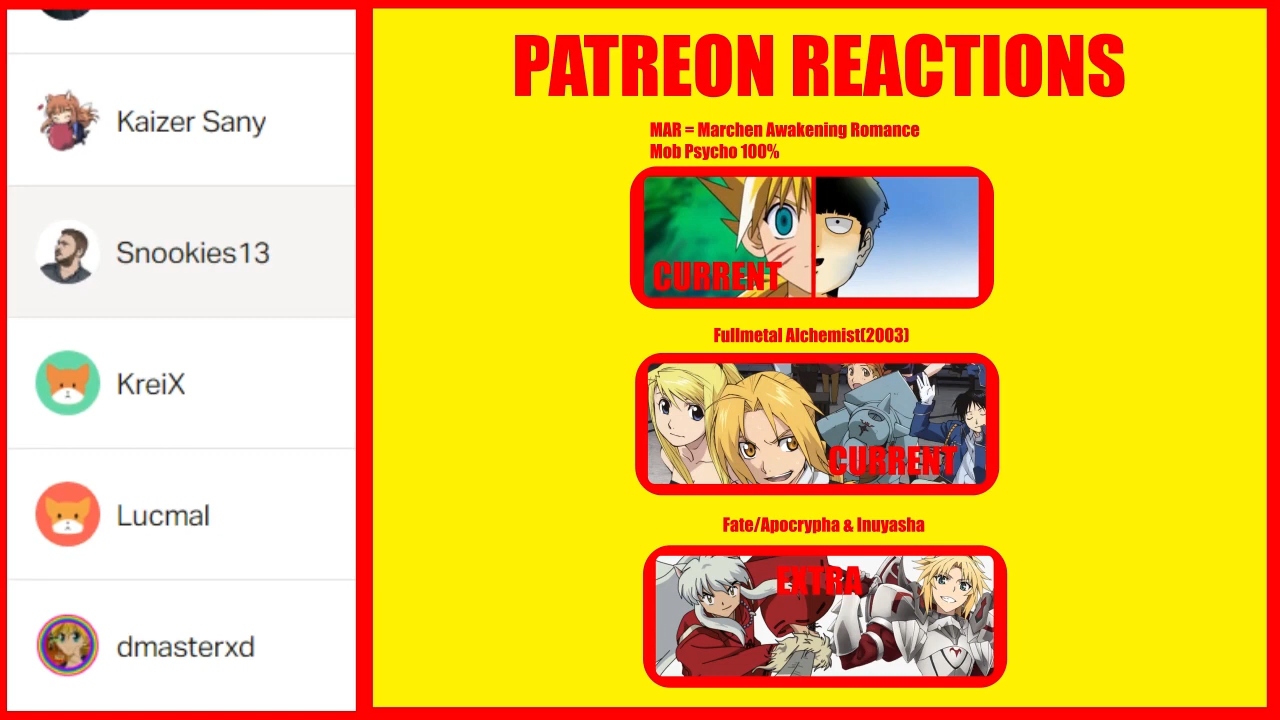 Kaizer Sany
Snookies13
KreiX
Lucmal
dmasterxd
PATREON REACTIONS
MAR = Marchen Awakening Romance
Mob Psycho 100%
CURRENT
Fullmetal Alchemist(2003)
CURRENT
Fate/Apocrypha & Inuyasha
EXTRA